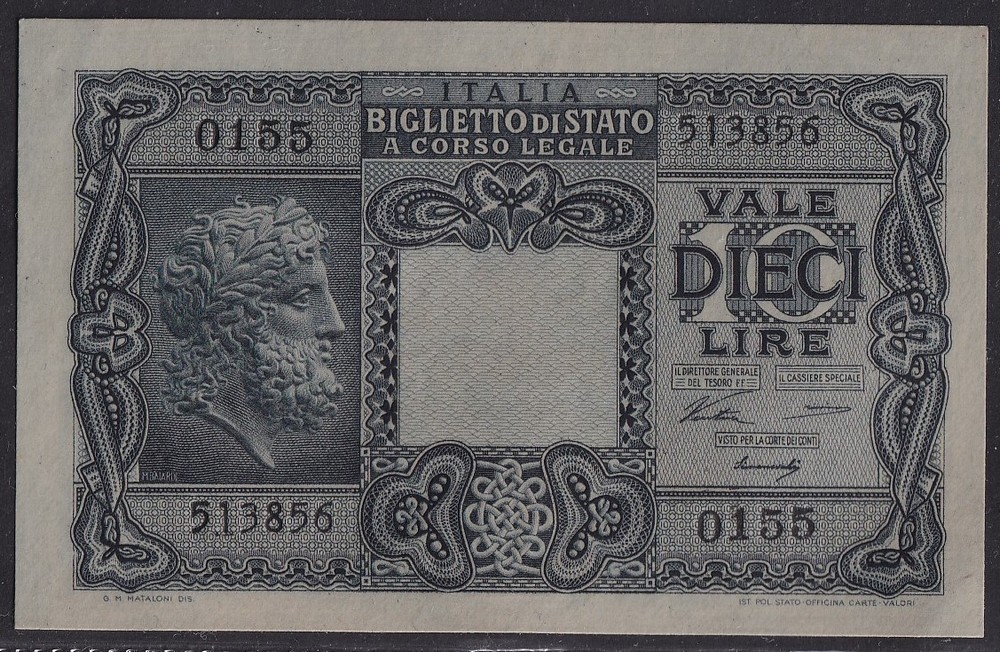 ITALIA
BIGLIETTO DI STATO
A CORSO LEGALE
0155
513856
VALE
10
DIECI
LIRE
IL DIRETTORE GENERALE
DEL TESORO F.F.
IL CASSIERE SPECIALE
VISTO PER LA CORTE DEI CONTI
513856
0155
G. M. MATALONI DIS.
IST. POL. STATO-OFFICINA CARTE-VALORI